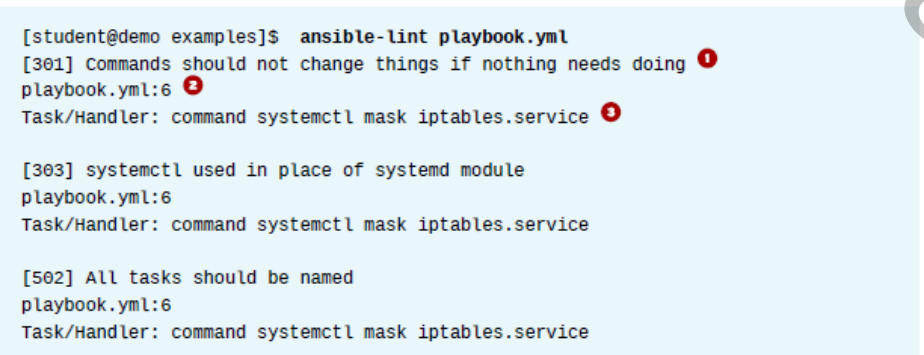 [student@demo examples]$ ansible-lint playbook.yml
[301] Commands should not change things if nothing needs doing 1
playbook.yml:6 2
Task/Handler: command systemctl mask iptables.service 3
[303] systemctl used in place of systemd module
playbook.yml:6
Task/Handler: command systemctl mask iptables.service
[502] All tasks should be named
playbook.yml:6
Task/Handler: command systemctl mask iptables.service